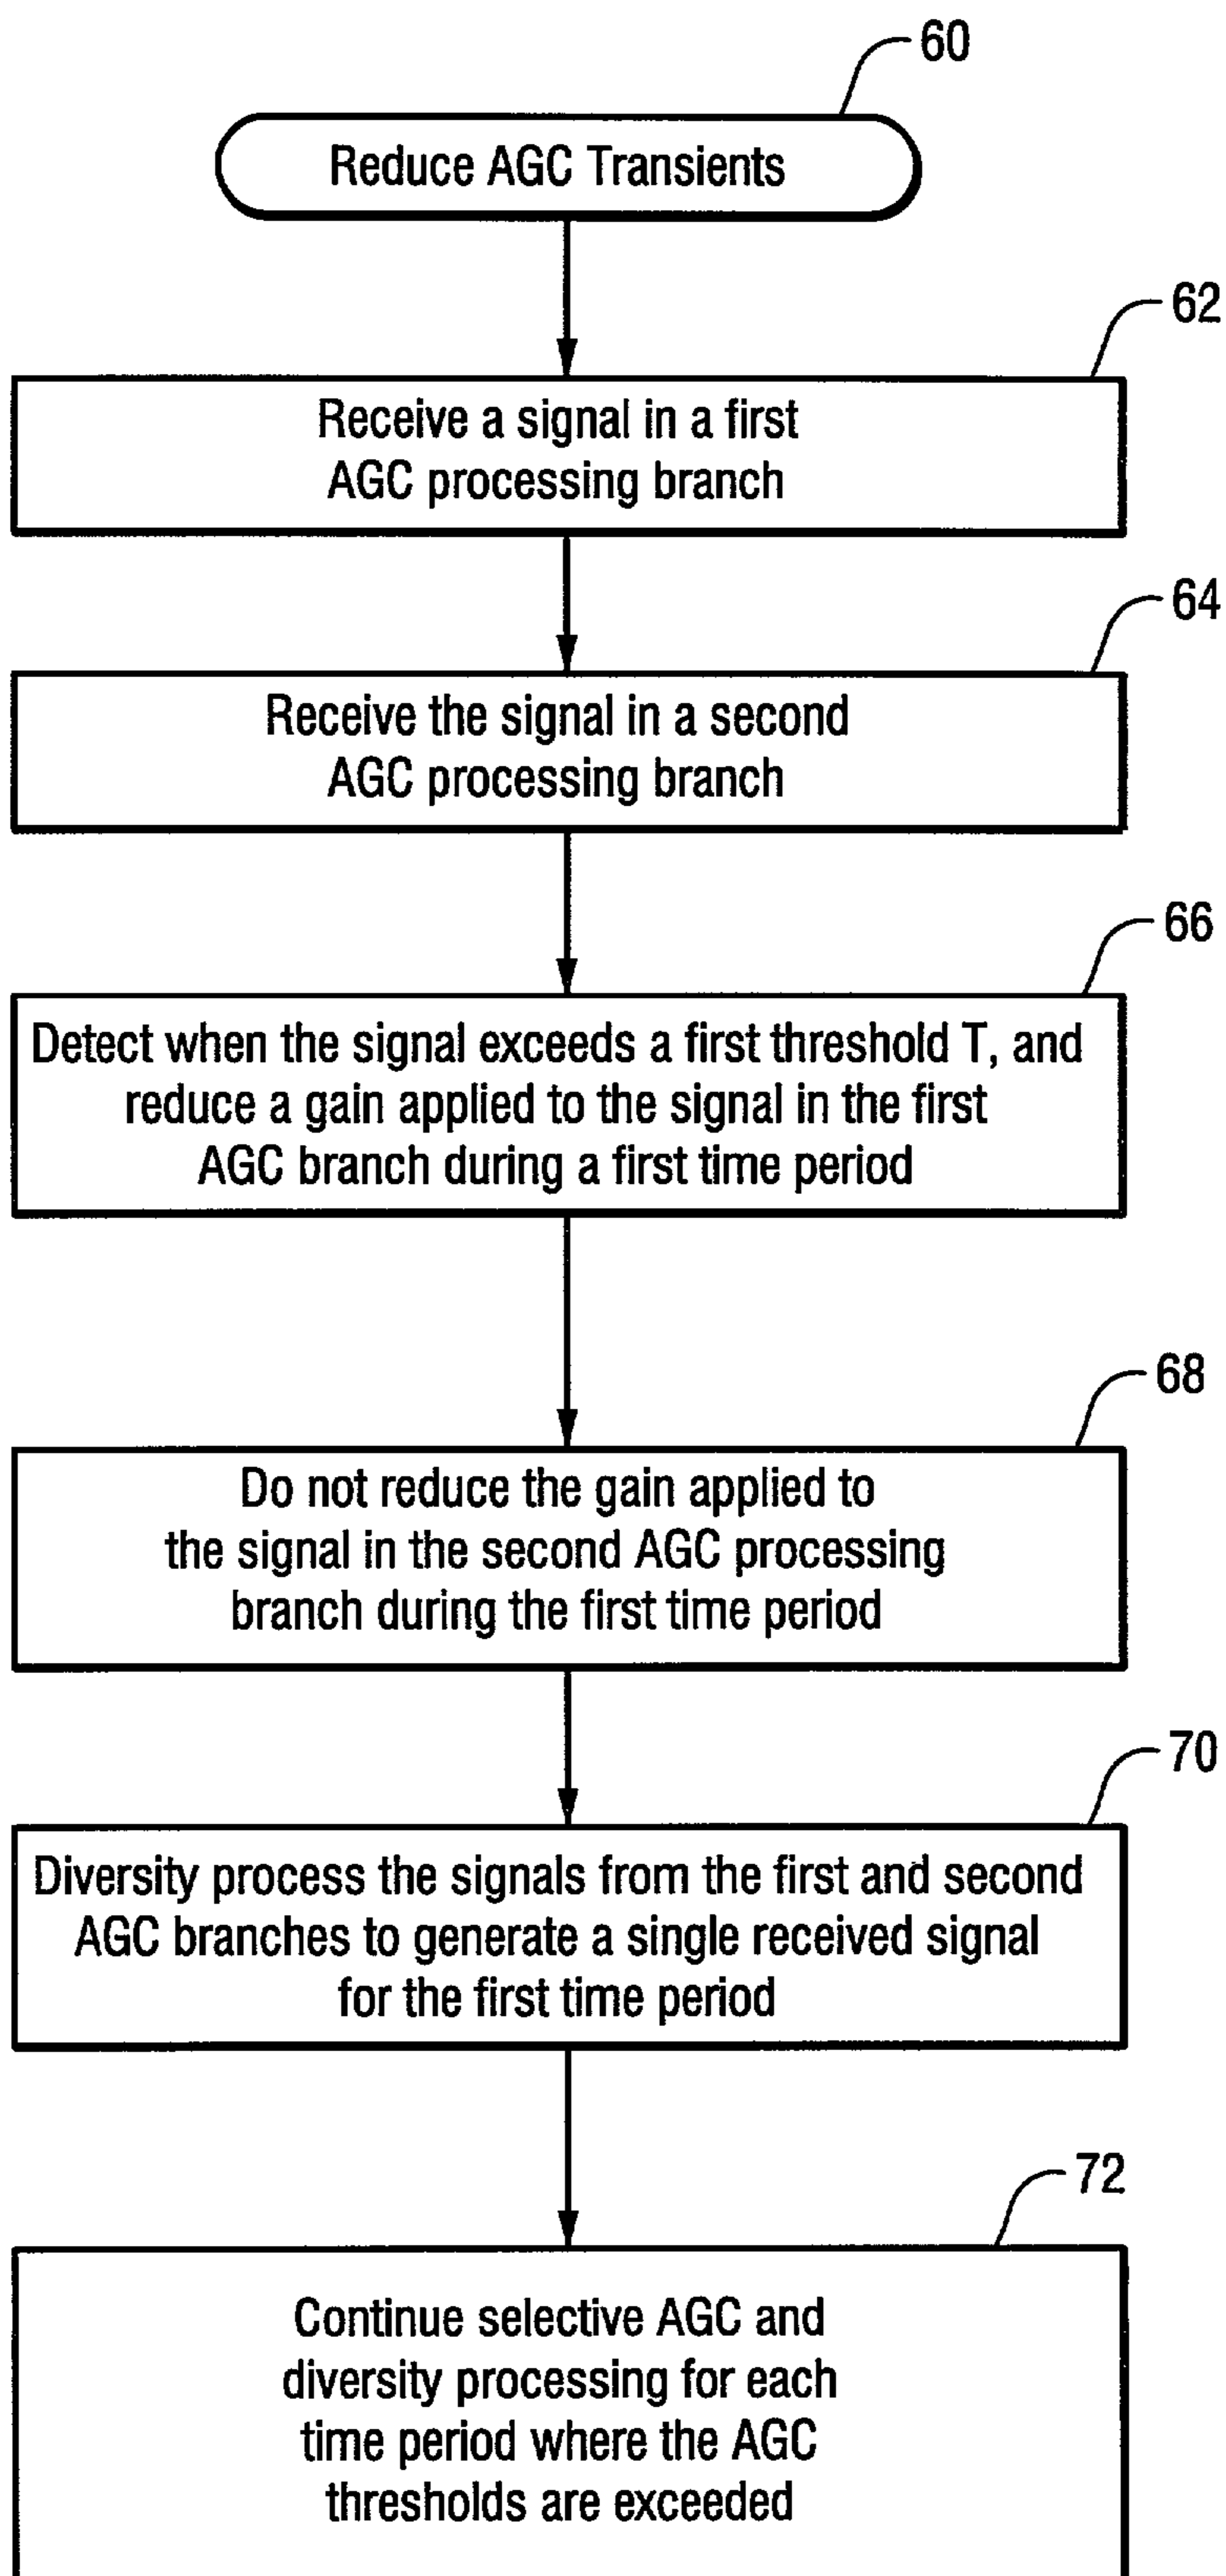 60
Reduce AGC Transients
62
Receive a signal in a first
AGC processing branch
64
Receive the signal in a second
AGC processing branch
66
Detect when the signal exceeds a first threshold T, and
reduce a gain applied to the signal in the first
AGC branch during a first time period
68
Do not reduce the gain applied to
the signal in the second AGC processing
branch during the first time period
70
Diversity process the signals from the first and second
AGC branches to generate a single received signal
for the first time period
72
Continue selective AGC and
diversity processing for each
time period where the AGC
thresholds are exceeded